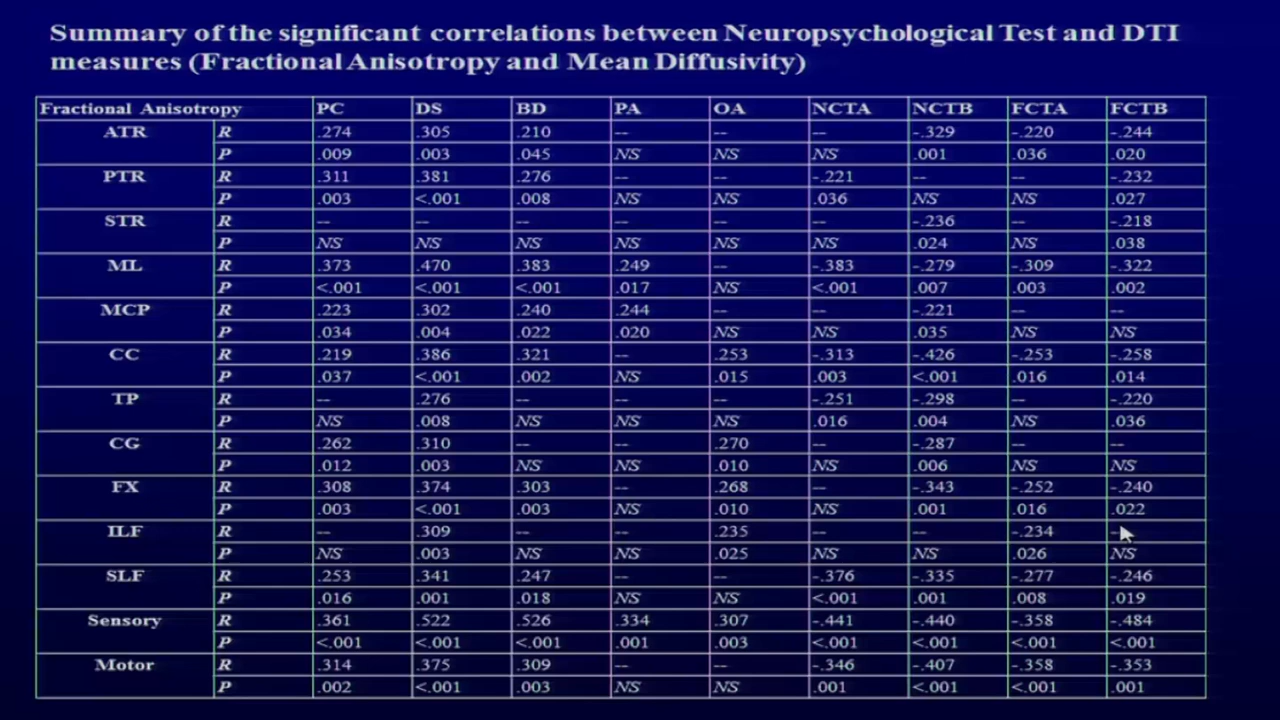 Summary of the significant correlations between Neuropsychological Test and DTI
measures (Fractional Anisotropy and Mean Diffusivity)
Fractional Anisotropy PC DS BD PA OA NCTA NCTB FCTA FCTB
ATR R .274 .305 .210 -- -- -- -.329 -.220 -.244
P .009 .003 .045 NS NS NS .001 .036 .020
PTR R .311 .381 .276 -- -- -.221 -- -- -.232
P .003 <.001 .008 NS NS .036 NS NS .027
STR R -- -- -- -- -- -- -.236 -- -.218
P NS NS NS NS NS NS .024 NS .038
ML R .373 .470 .383 .249 -- -.383 -.279 -.309 -.322
P <.001 <.001 <.001 .017 NS <.001 .007 .003 .002
MCP R .223 .302 .240 .244 -- -- -.221 -- --
P .034 .004 .022 .020 NS NS .035 NS NS
CC R .219 .386 .321 -- .253 -.313 -.426 -.253 -.258
P .037 <.001 .002 NS .015 .003 <.001 .016 .014
TP R -- .276 -- -- -- -.251 -.298 -- -.220
P NS .008 NS NS NS .016 .004 NS .036
CG R .262 .310 -- -- .270 -- -.287 -- --
P .012 .003 NS NS .010 NS .006 NS NS
FX R .308 .374 .303 -- .268 -- -.343 -.252 -.240
P .003 <.001 .003 NS .010 NS .001 .016 .022
ILF R -- .309 -- -- .235 -- -- -.234 --
P NS .003 NS NS .025 NS NS .026 NS
SLF R .253 .341 .247 -- -- -.376 -.335 -.277 -.246
P .016 .001 .018 NS NS <.001 .001 .008 .019
Sensory R .361 .522 .526 .334 .307 -.441 -.440 -.358 -.484
P <.001 <.001 <.001 .001 .003 <.001 <.001 <.001 <.001
Motor R .314 .375 .309 -- -- -.346 -.407 -.358 -.353
P .002 <.001 .003 NS NS .001 <.001 <.001 .001